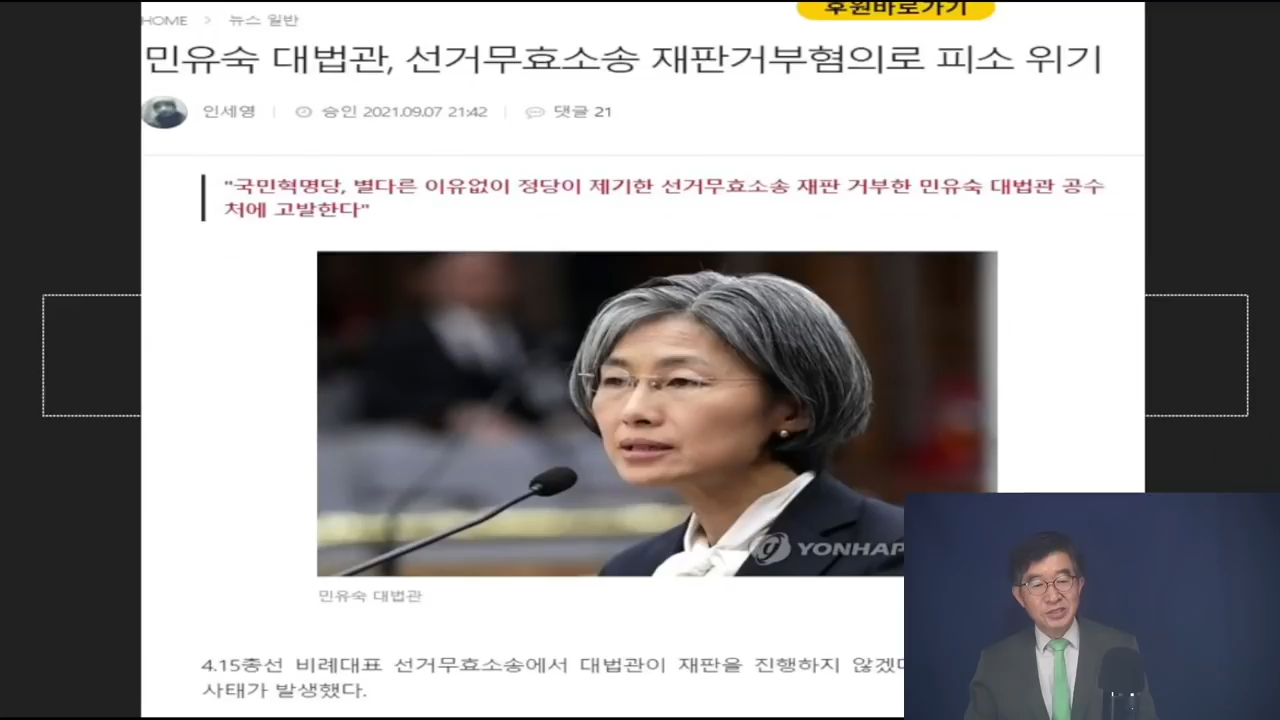 후원바로가기
HOME > 뉴스 일반
민유숙 대법관, 선거무효소송 재판거부혐의로 피소 위기
인세영 승인 2021.09.07 21:42 댓글 21
"국민혁명당, 별다른 이유없이 정당이 제기한 선거무효소송 재판 거부한 민유숙 대법관 공수
처에 고발한다"
YONHAP
민유숙 대법관
4.15총선 비례대표 선거무효소송에서 대법관이 재판을 진행하지 않겠다
사태가 발생했다.